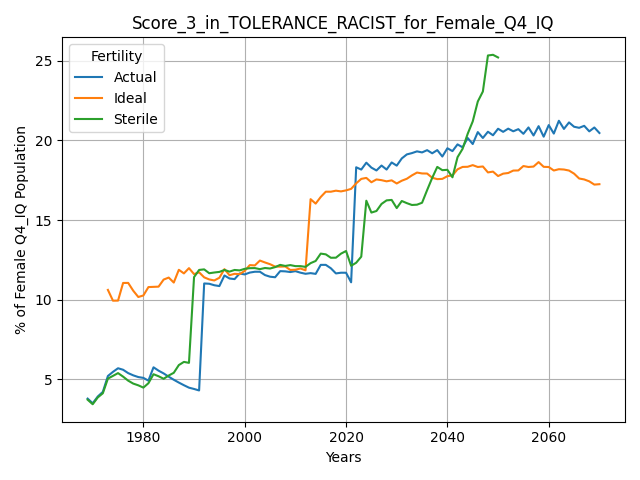 Score_3_in_TOLERANCE_RACIST_for_Female_Q4_IQ
Fertility
Actual
Ideal
Sterile
% of Female Q4_IQ Population
25
20
15
10
5
1980
2000
2020
2040
2060
Years